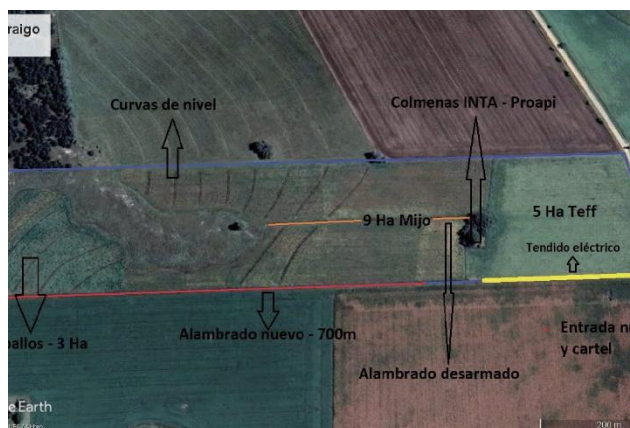 raigo
Curvas de nivel
Colmenas INTA - Proapi
9 Ha Mijo
5 Ha Teff
Tendido eléctrico
Alambrado nuevo - 700m
ballos - 3 Ha
Entrada nu
y cartel
Alambrado desarmado
e Earth
200 m